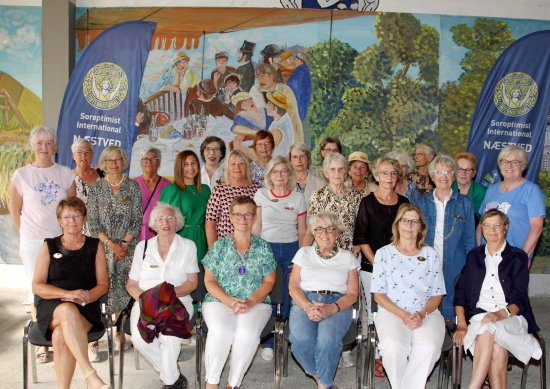 Soroptimist
International
NÆSTVED
Soroptimist
International
NÆSTVED